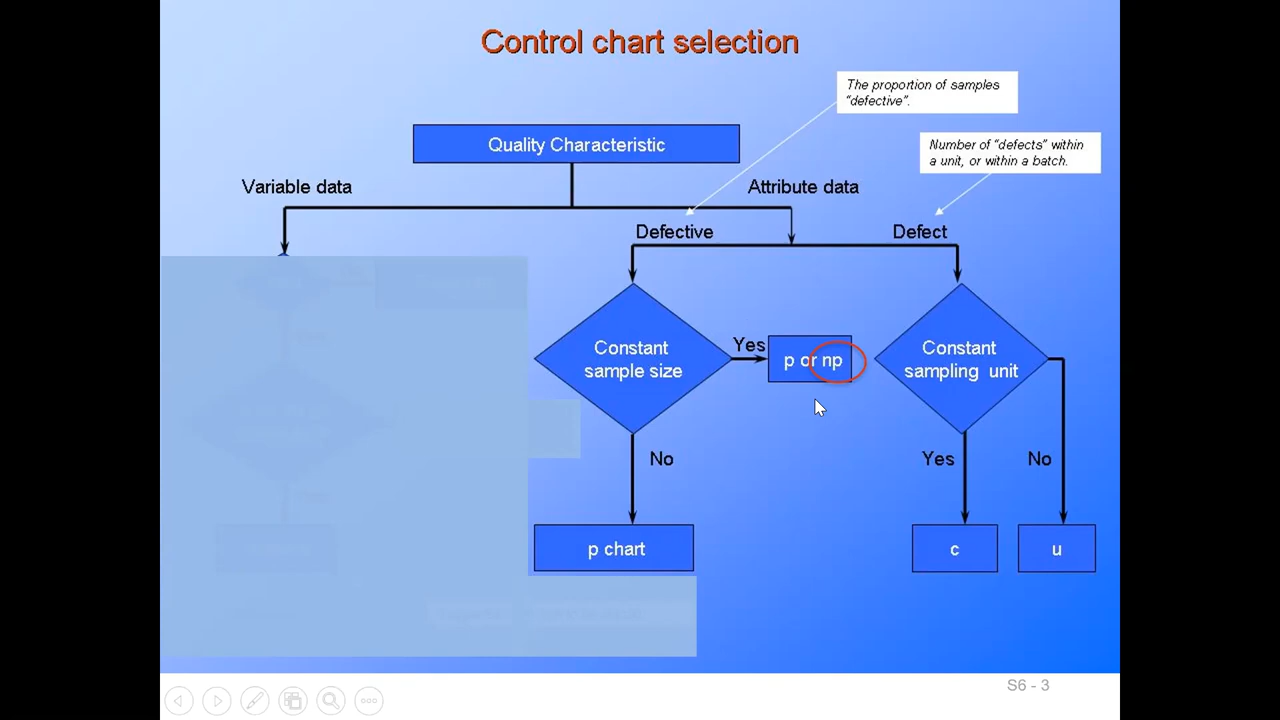 Control chart selection
The proportion of samples
“defective”.
Quality Characteristic
Number of “defects” within
a unit, or within a batch.
Variable data
Attribute data
Defective
Defect
Constant
sample size
Yes
p or np
Constant
sampling unit
No
Yes
No
p chart
c
u
S6 - 3